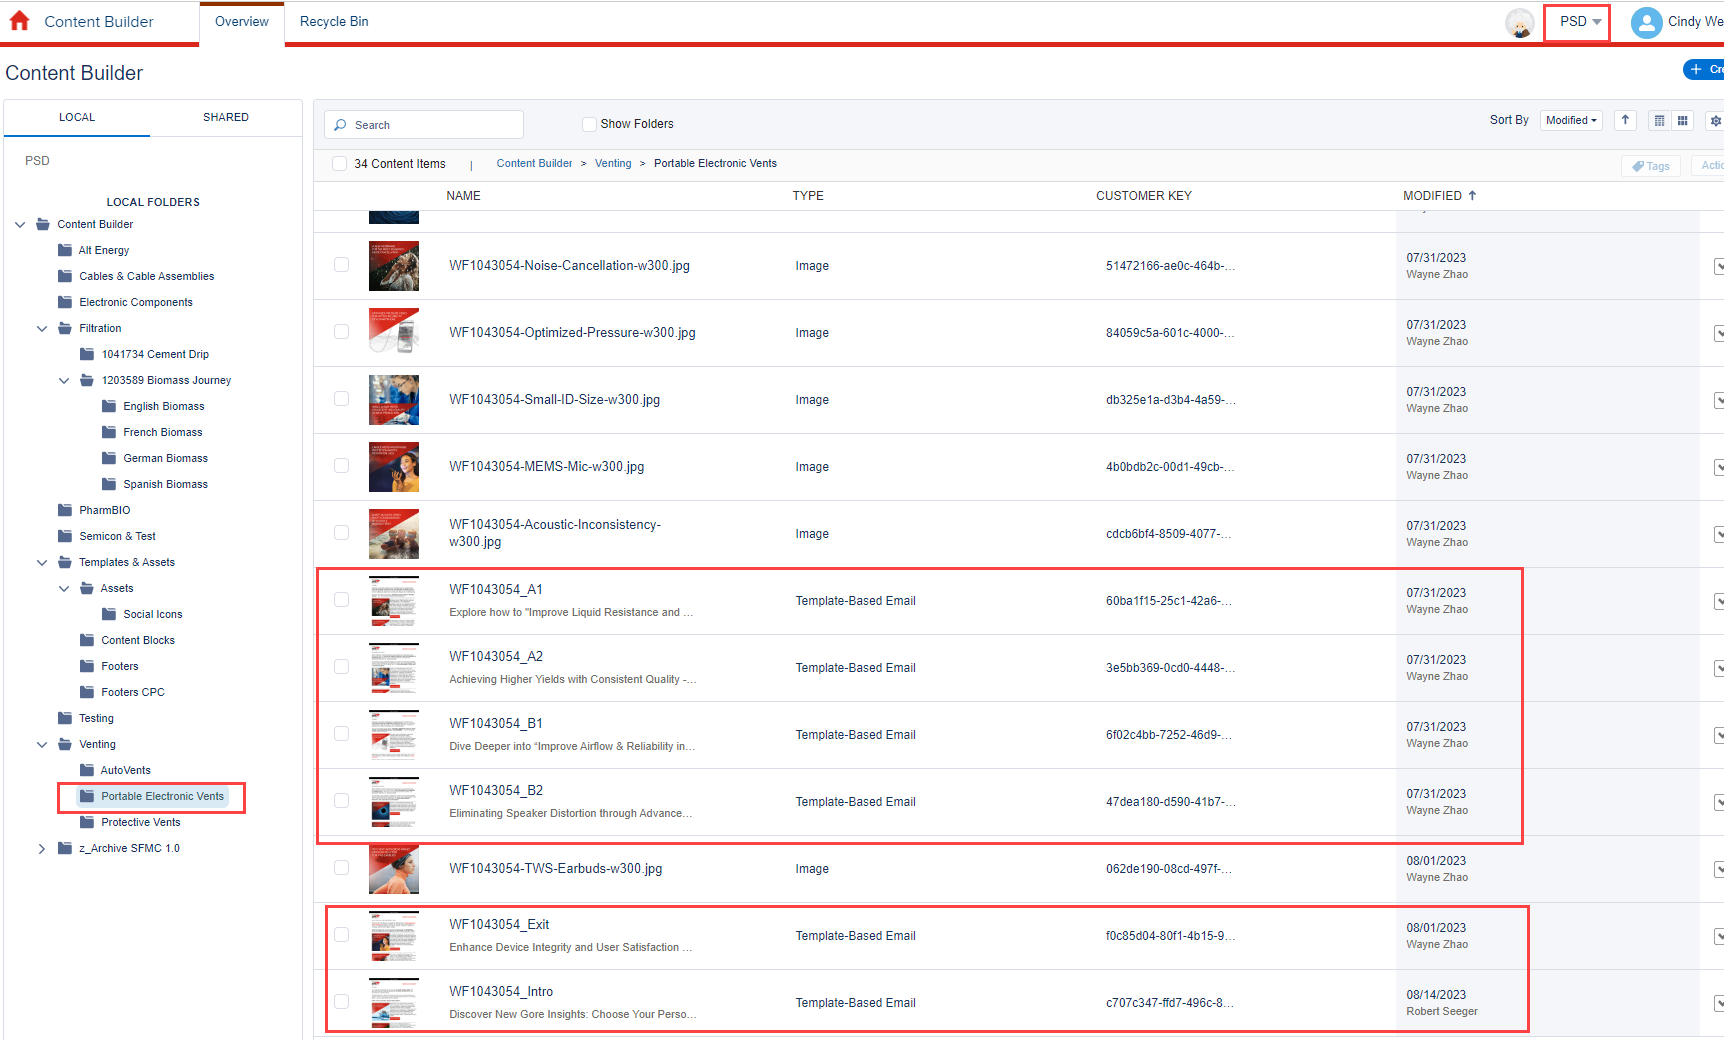 Content Builder
Overview
Recycle Bin
PSD
Cindy We
Content Builder
+ Cre
LOCAL
SHARED
PSD
LOCAL FOLDERS
Content Builder
Alt Energy
Cables & Cable Assemblies
Electronic Components
Filtration
1041734 Cement Drip
1203589 Biomass Journey
English Biomass
French Biomass
German Biomass
Spanish Biomass
PharmBIO
Semicon & Test
Templates & Assets
Assets
Social Icons
Content Blocks
Footers
Footers CPC
Testing
Venting
AutoVents
Portable Electronic Vents
Protective Vents
z_Archive SFMC 1.0
Search
Show Folders
Sort By
Modified
34 Content Items | Content Builder > Venting > Portable Electronic Vents
Tags
Actio
NAME TYPE CUSTOMER KEY MODIFIED
WF1043054-Noise-Cancellation-w300.jpg Image 51472166-ae0c-464b-... 07/31/2023
Wayne Zhao
WF1043054-Optimized-Pressure-w300.jpg Image 84059c5a-601c-4000-... 07/31/2023
Wayne Zhao
WF1043054-Small-ID-Size-w300.jpg Image db325e1a-d3b4-4a59-... 07/31/2023
Wayne Zhao
WF1043054-MEMS-Mic-w300.jpg Image 4b0bdb2c-00d1-49cb-... 07/31/2023
Wayne Zhao
WF1043054-Acoustic-Inconsistency-
w300.jpg Image cdcb6bf4-8509-4077-... 07/31/2023
Wayne Zhao
WF1043054_A1 Template-Based Email 60ba1f15-25c1-42a6-... 07/31/2023
Explore how to "Improve Liquid Resistance and ... Wayne Zhao
WF1043054_A2 Template-Based Email 3e5bb369-0cd0-4448-... 07/31/2023
Achieving Higher Yields with Consistent Quality -... Wayne Zhao
WF1043054_B1 Template-Based Email 6f02c4bb-7252-46d9-... 07/31/2023
Dive Deeper into “Improve Airflow & Reliability in... Wayne Zhao
WF1043054_B2 Template-Based Email 47dea180-d590-41b7-... 07/31/2023
Eliminating Speaker Distortion through Advance... Wayne Zhao
WF1043054-TWS-Earbuds-w300.jpg Image 062de190-08cd-497f-... 08/01/2023
Wayne Zhao
WF1043054_Exit Template-Based Email f0c85d04-80f1-4b15-9... 08/01/2023
Enhance Device Integrity and User Satisfaction ... Wayne Zhao
WF1043054_Intro Template-Based Email c707c347-ffd7-496c-8... 08/14/2023
Discover New Gore Insights: Choose Your Perso... Robert Seeger